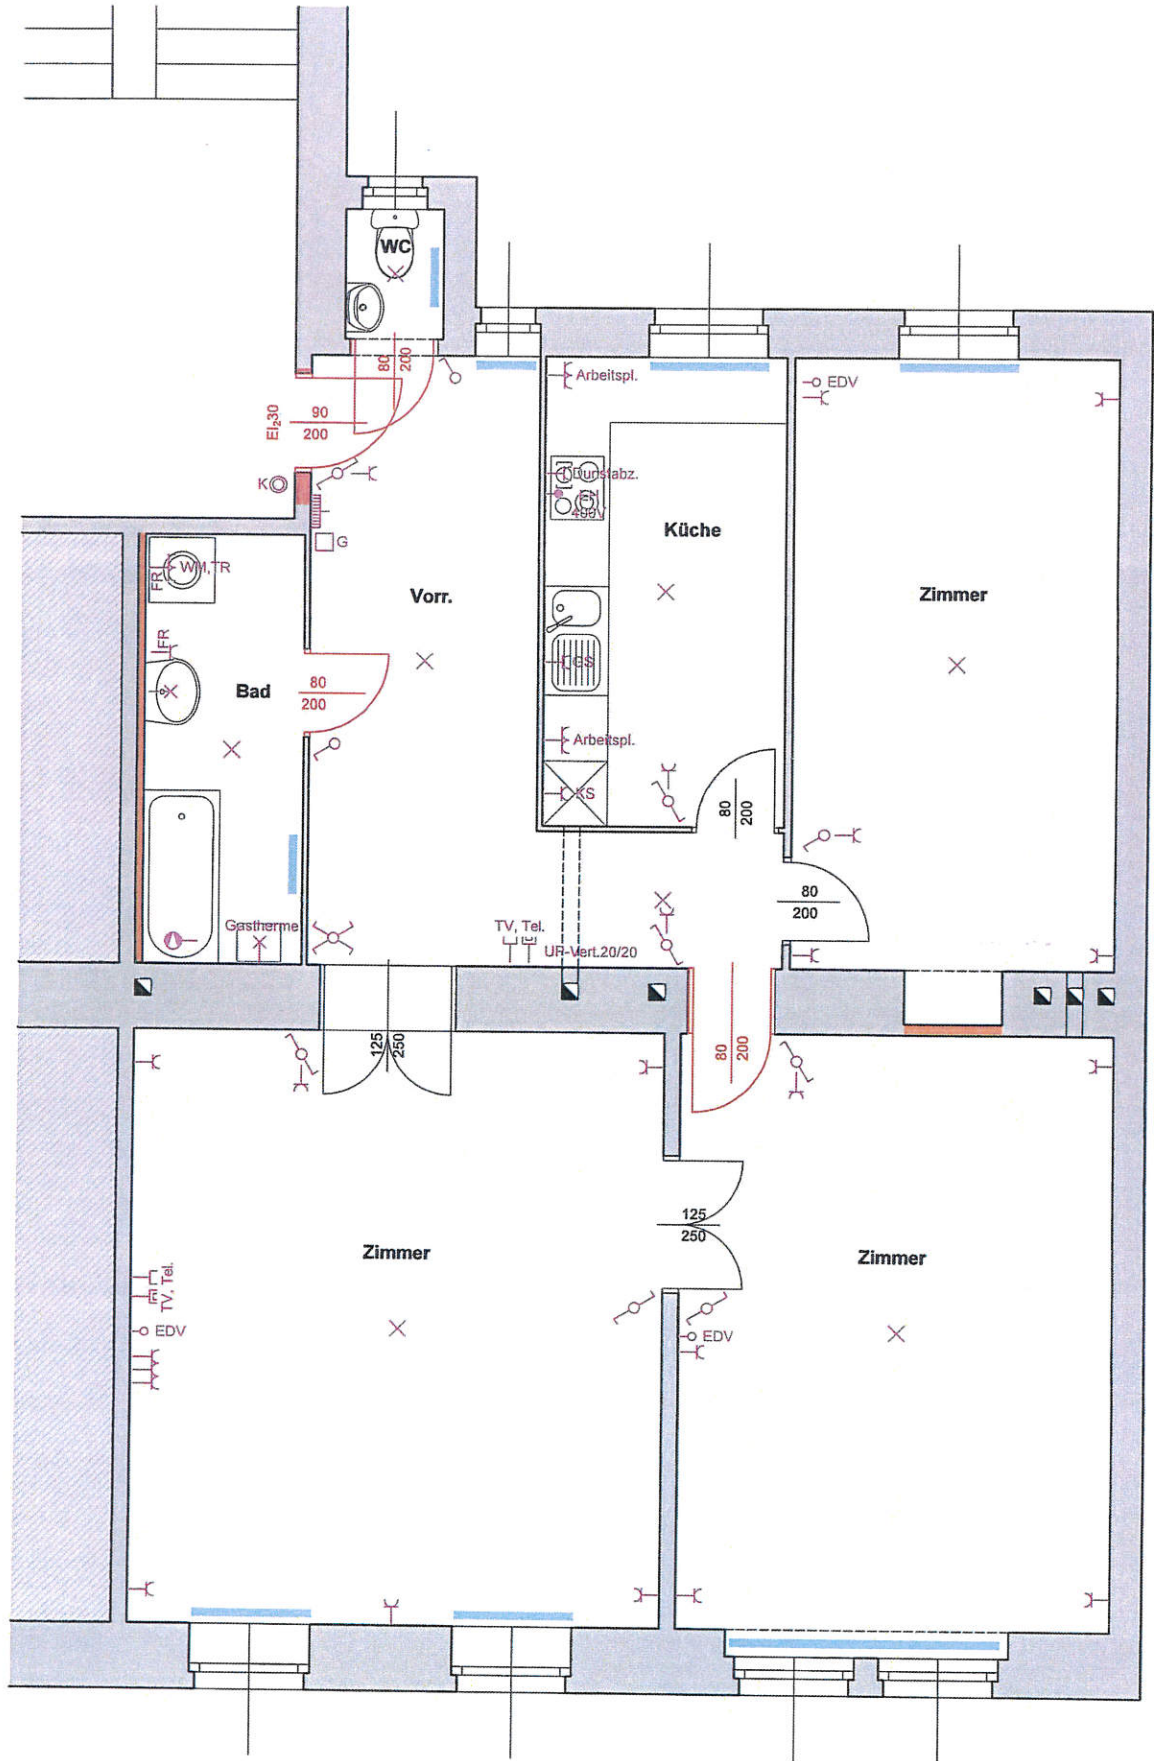 WC
80
200
EI₂30
90
200
Arbeitspl.
EDV
K
Dunstabz.
EH
400V
Küche
G
WM,TR
FR
Vorr.
Zimmer
FR
GS
Bad
80
200
Arbeitspl.
KS
80
200
80
200
Gastherme
TV, Tel.
UP-Vert.20/20
125
250
80
200
125
250
Zimmer
Zimmer
TV, Tel.
EDV
EDV